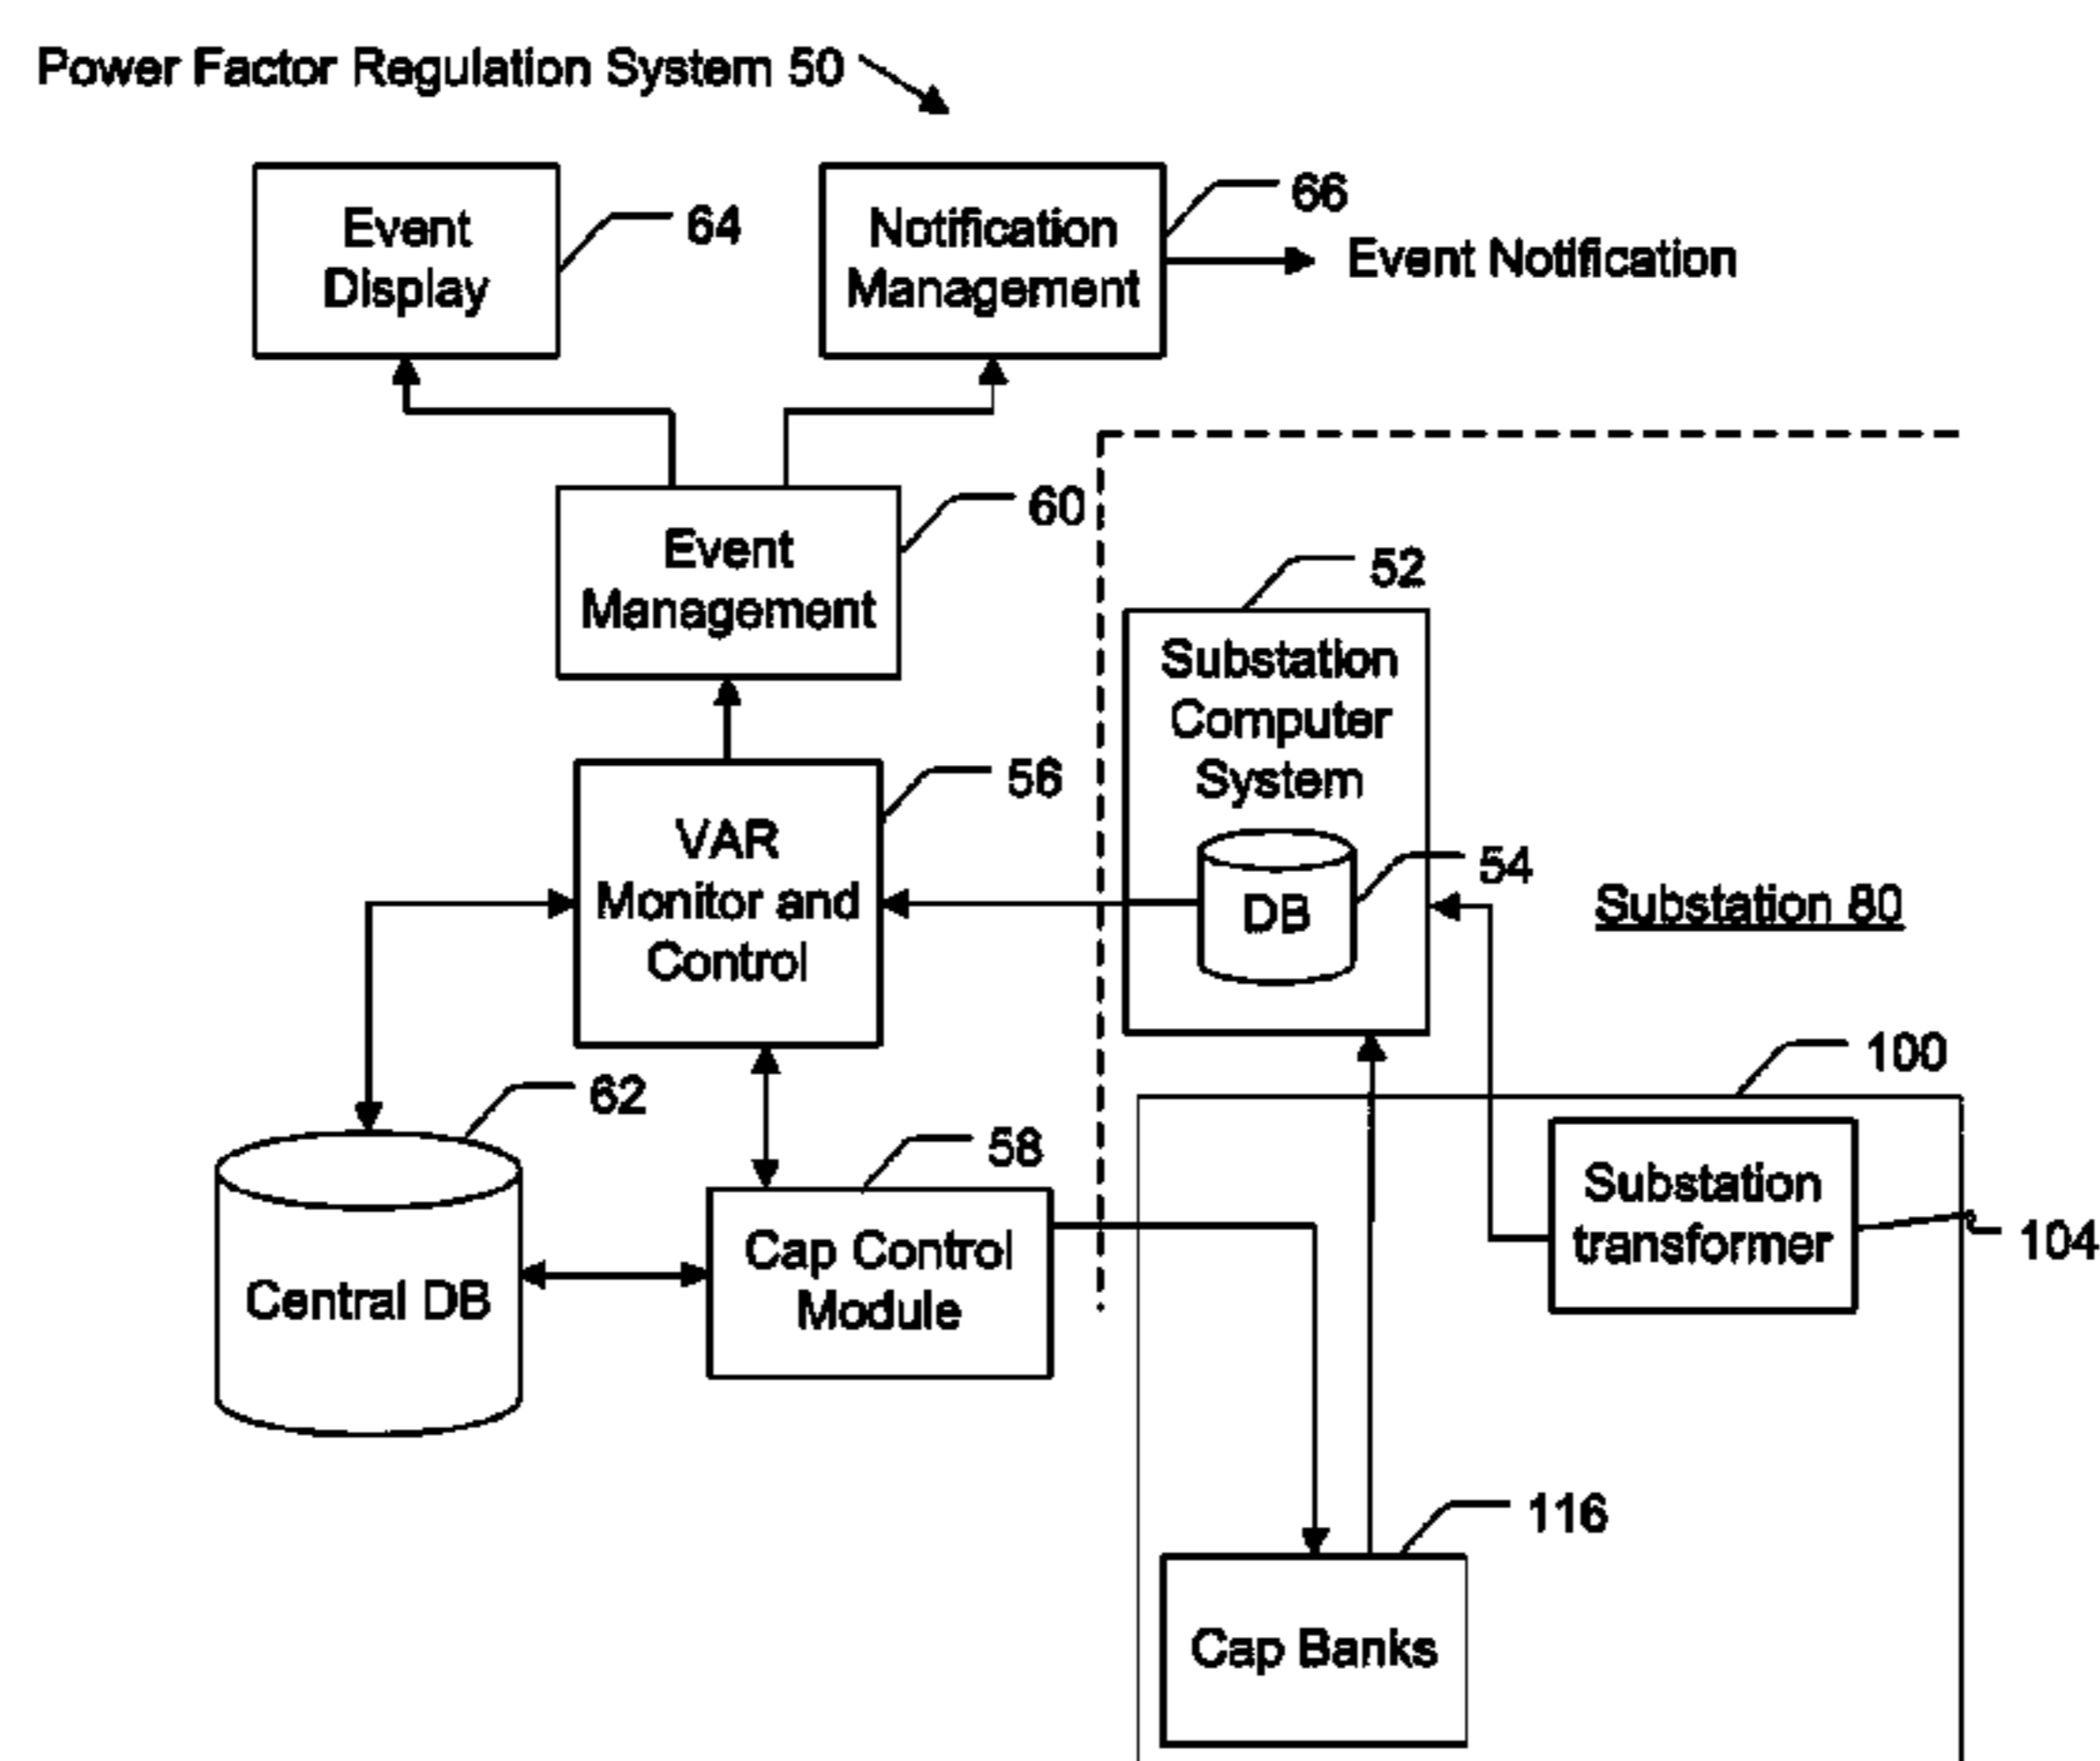 Power Factor Regulation System 50
Event
Display
64
Notification
Management
66
Event Notification
Event
Management
60
52
Substation
Computer
System
DB
54
VAR
Monitor and
Control
56
Substation 80
100
62
Central DB
58
Cap Control
Module
Substation
transformer
104
116
Cap Banks